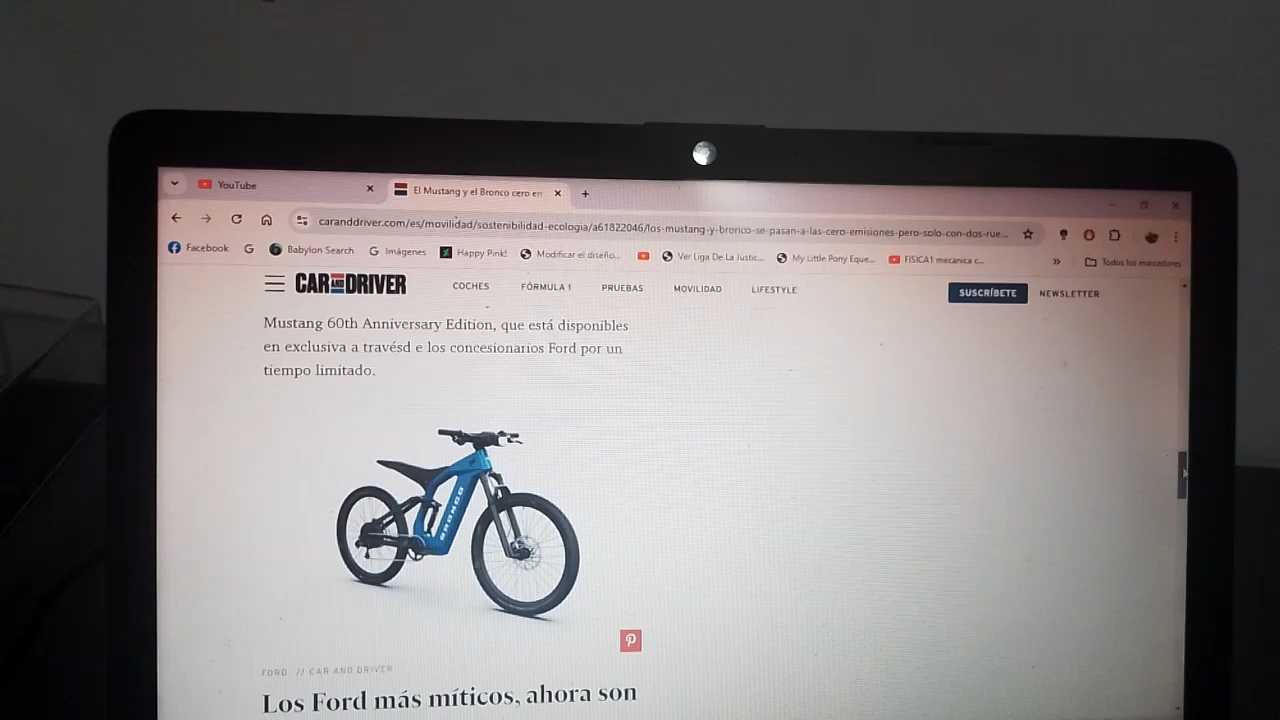 YouTube
El Mustang y el Bronco cero en
caranddriver.com/es/movilidad/sostenibilidad-ecologia/a61822046/los-mustang-y-bronco-se-pasan-a-las-cero-emisiones-pero-solo-con-dos-rue...
Facebook
G
Babylon Search
G Imágenes
Happy Pink!
Modificar el diseño...
Ver Liga De La Justic...
My Little Pony Eque...
FISICA1 mecanica c...
»
Todos los marcadores
CAR AND DRIVER
COCHES
FÓRMULA 1
PRUEBAS
MOVILIDAD
LIFESTYLE
SUSCRÍBETE
NEWSLETTER
Mustang 60th Anniversary Edition, que está disponibles
en exclusiva a travésd e los concesionarios Ford por un
tiempo limitado.
BRONCO
FORD // CAR AND DRIVER
Los Ford más míticos, ahora son